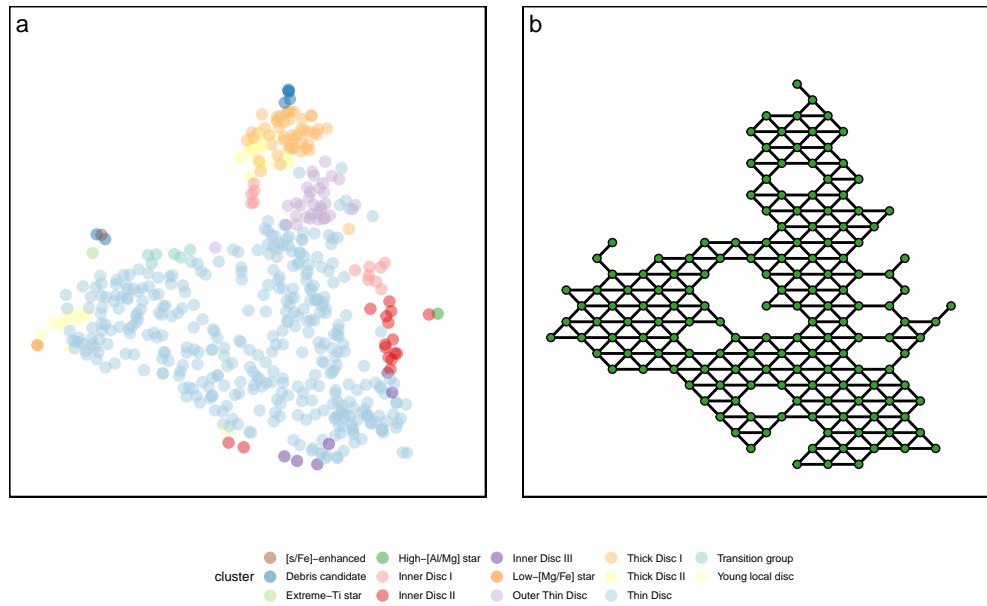 a
b
cluster
[s/Fe]−enhanced
Debris candidate
Extreme−Ti star
High−[Al/Mg] star
Inner Disc I
Inner Disc II
Inner Disc III
Low−[Mg/Fe] star
Outer Thin Disc
Thick Disc I
Thick Disc II
Thin Disc
Transition group
Young local disc